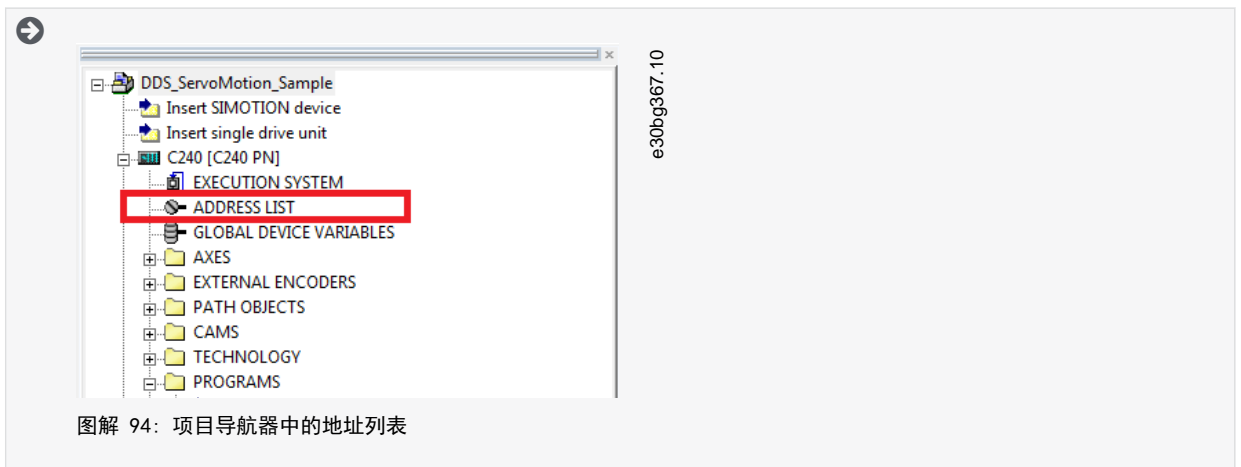 DDS_ServoMotion_Sample
Insert SIMOTION device
Insert single drive unit
C240 [C240 PN]
EXECUTION SYSTEM
ADDRESS LIST
GLOBAL DEVICE VARIABLES
AXES
EXTERNAL ENCODERS
PATH OBJECTS
CAMS
TECHNOLOGY
PROGRAMS
e30bg367.10
图解 94: 项目导航器中的地址列表